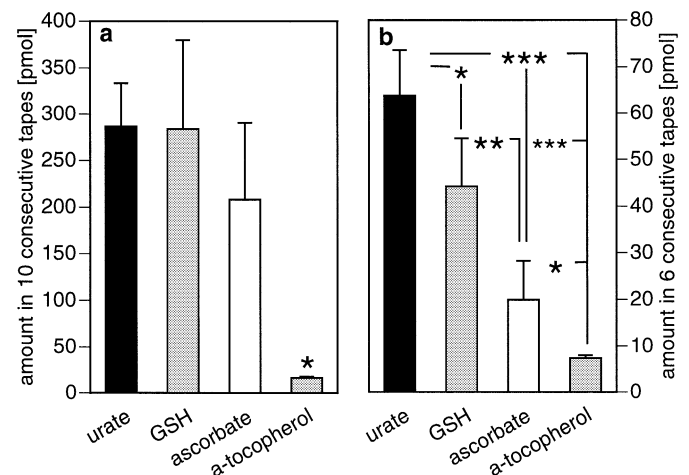 a
amount in 10 consecutive tapes [pmol]
400
350
300
250
200
150
100
50
0
*
urate
GSH
ascorbate
a-tocopherol
b
***
*
**
***
*
80
70
60
50
40
30
20
10
0
amount in 6 consecutive tapes [pmol]
urate
GSH
ascorbate
a-tocopherol